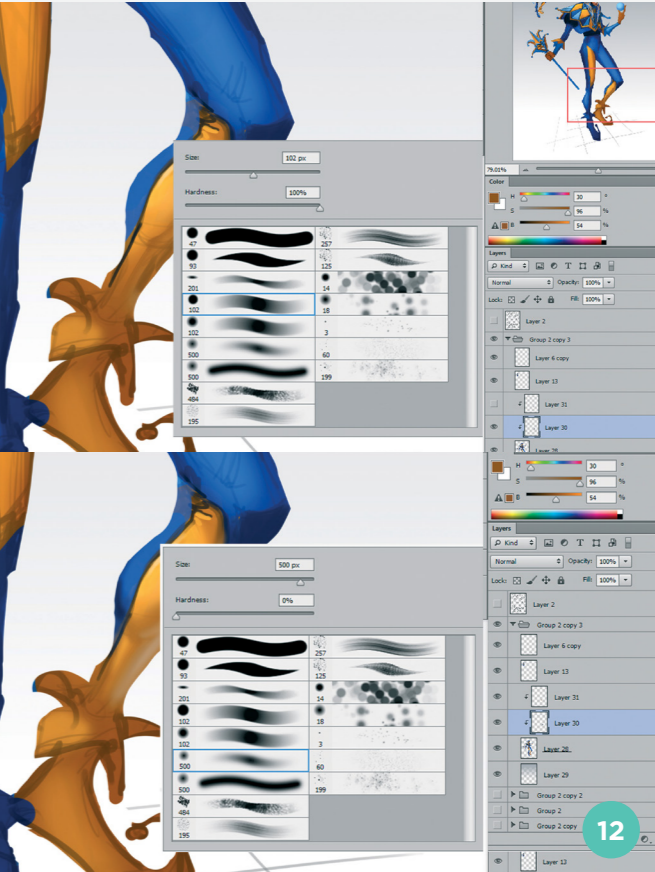 79.01%
Color
H 30 °
S 96 %
B 54 %
Layers
Kind
Normal Opacity: 100%
Lock: Fill: 100%
Layer 2
Group 2 copy 3
Layer 6 copy
Layer 13
Layer 31
Layer 30
Layer 28
Size: 102 px
Hardness: 100%
47 257
93 125
201 14
102 18
102 3
500 60
500 199
484
195
H 30 °
S 96 %
B 54 %
Layers
Kind
Normal Opacity: 100%
Lock: Fill: 100%
Layer 2
Group 2 copy 3
Layer 6 copy
Layer 13
Layer 31
Layer 30
Layer 28
Layer 29
Group 2 copy 2
Group 2
Group 2 copy
Layer 13
Size: 500 px
Hardness: 0%
47 257
93 125
201 14
102 18
102 3
500 60
500 199
484
195
12